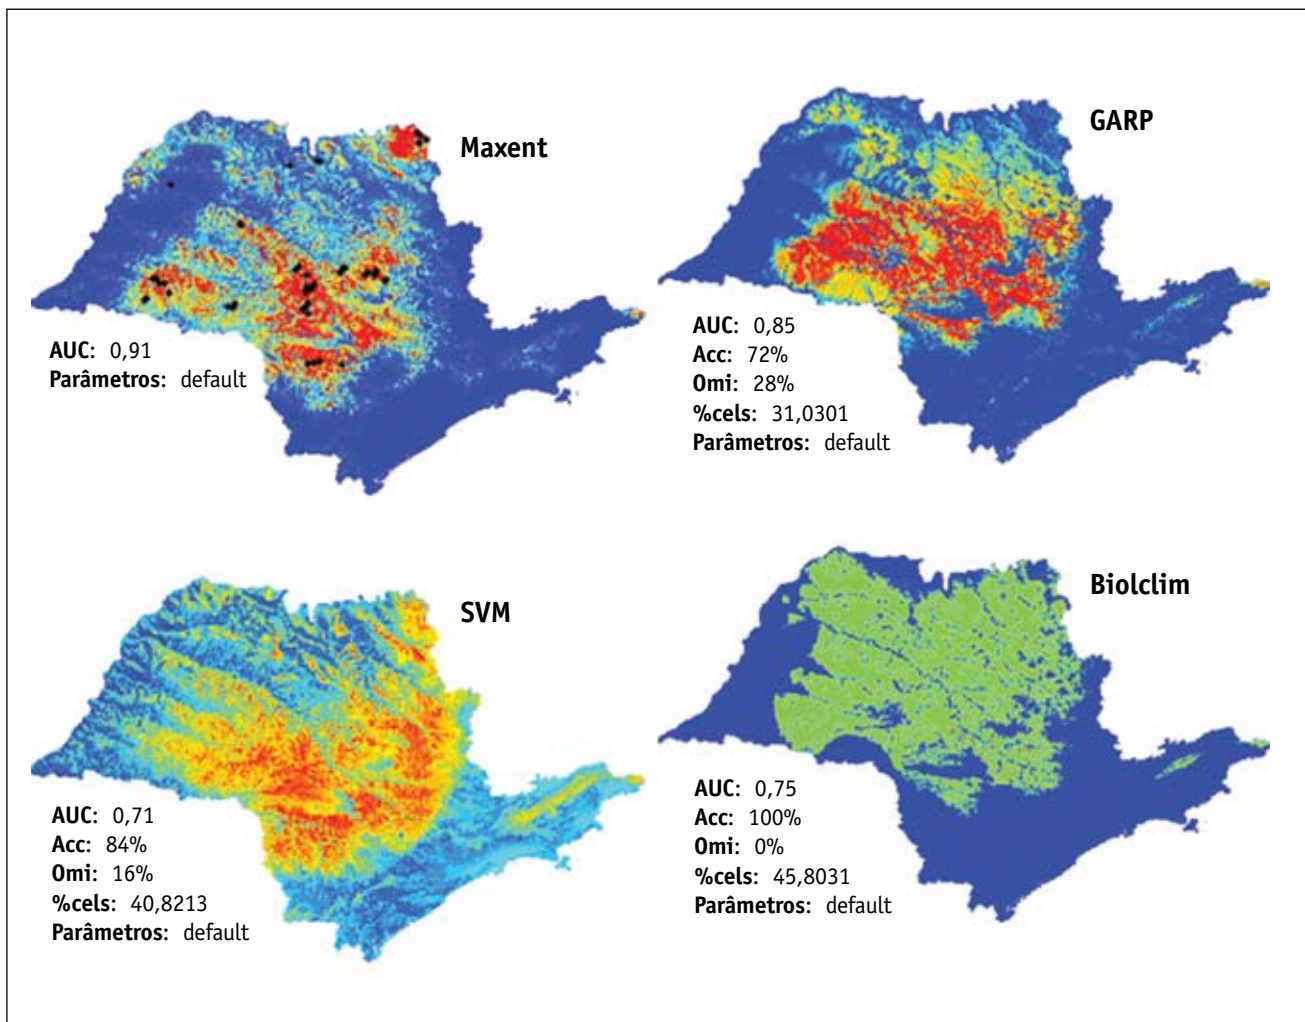 Maxent
AUC: 0,91
Parâmetros: default
GARP
AUC: 0,85
Acc: 72%
Omi: 28%
%cels: 31,0301
Parâmetros: default
SVM
AUC: 0,71
Acc: 84%
Omi: 16%
%cels: 40,8213
Parâmetros: default
Biolclim
AUC: 0,75
Acc: 100%
Omi: 0%
%cels: 45,8031
Parâmetros: default